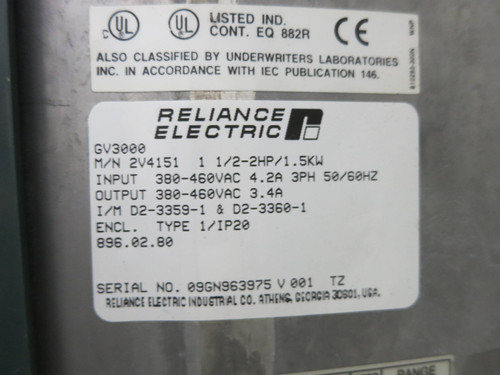 LISTED IND.
CONT. EQ 882R
ALSO CLASSIFIED BY UNDERWRITERS LABORATORIES
INC. IN ACCORDANCE WITH IEC PUBLICATION 146.
RELIANCE
ELECTRIC
GV3000
M/N 2V4151 1 1/2-2HP/1.5KW
INPUT 380-460VAC 4.2A 3PH 50/60HZ
OUTPUT 380-460VAC 3.4A
I/M D2-3359-1 & D2-3360-1
ENCL. TYPE 1/IP20
896.02.80
SERIAL NO. 09GN963975 V 001 TZ
RELIANCE ELECTRIC INDUSTRIAL CO. ATHENS, GEORGIA 30601, USA.
RANGE